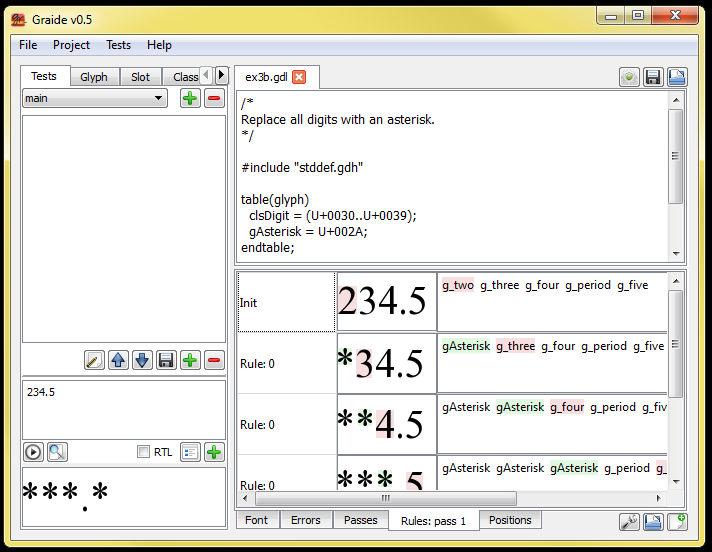 Graide v0.5
File Project Tests Help
Tests Glyph Slot Class
main
234.5
RTL
***.*
ex3b.gdl
/*
Replace all digits with an asterisk.
*/
#include "stddef.gdh"
table(glyph)
clsDigit = (U+0030..U+0039);
gAsterisk = U+002A;
endtable;
Init 234.5 g_two g_three g_four g_period g_five
Rule: 0 *34.5 gAsterisk g_three g_four g_period g_five
Rule: 0 **4.5 gAsterisk gAsterisk g_four g_period g_fiv
Rule: 0 ***.5 gAsterisk gAsterisk gAsterisk g_period g_
Font Errors Passes Rules: pass 1 Positions